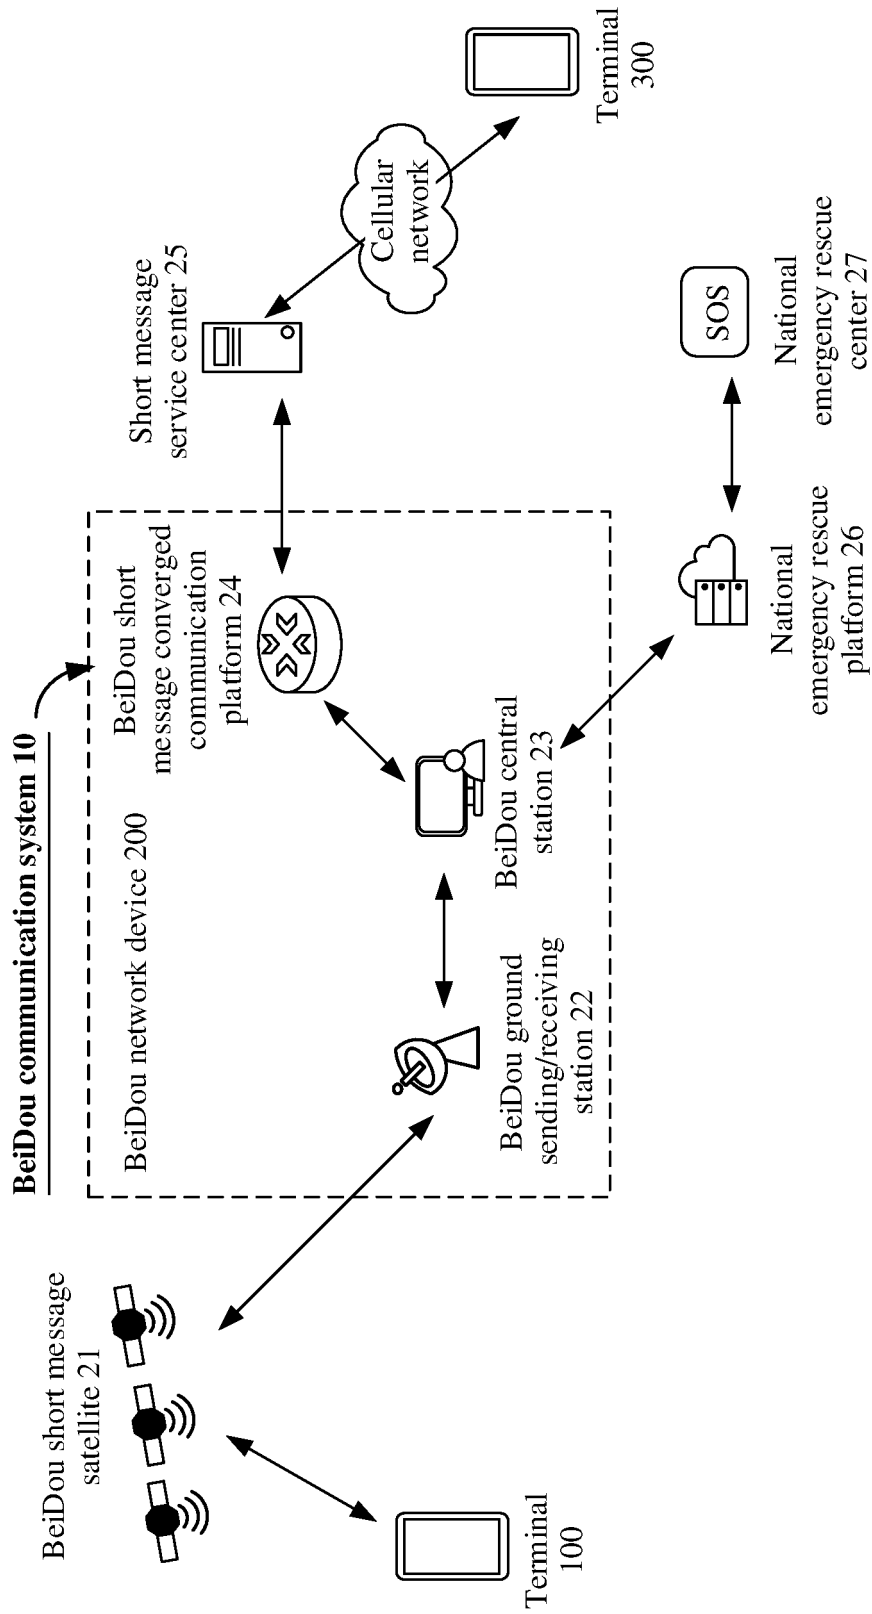 BeiDou communication system 10
BeiDou short message
satellite 21
BeiDou network device 200
BeiDou short
message converged
communication
platform 24
Short message
service center 25
Cellular
network
Terminal
300
Terminal
100
BeiDou ground
sending/receiving
station 22
BeiDou central
station 23
SOS
National
emergency rescue
platform 26
National
emergency rescue
center 27